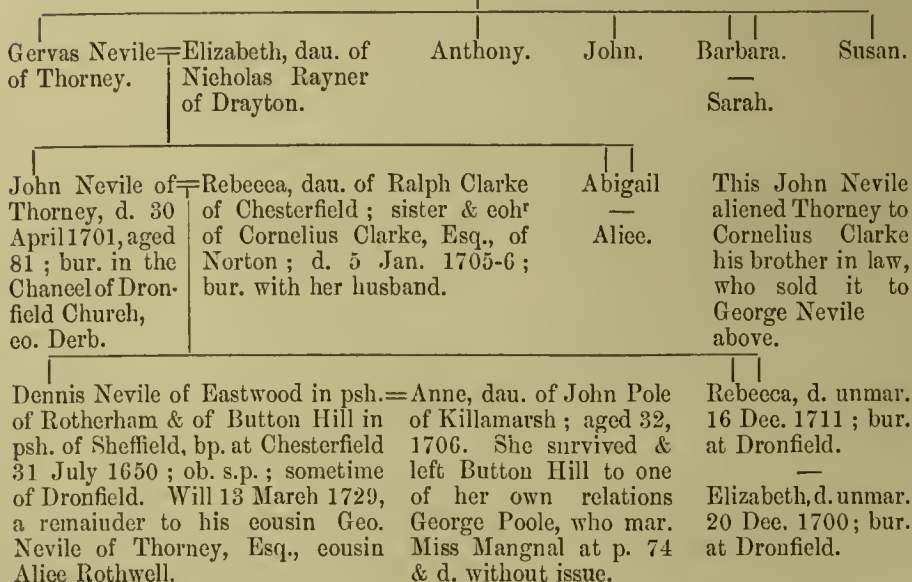 Gervas Nevile
of Thorney.
Elizabeth, dau. of
Nicholas Rayner
of Drayton.
Anthony.
John.
Barbara.
—
Sarah.
Susan.
John Nevile of
Thorney, d. 30
April 1701, aged
81 ; bur. in the
Chancel of Dron-
field Church,
co. Derb.
Rebecca, dau. of Ralph Clarke
of Chesterfield ; sister & cohr
of Cornelius Clarke, Esq., of
Norton ; d. 5 Jan. 1705-6 ;
bur. with her husband.
Abigail
—
Alice.
This John Nevile
aliened Thorney to
Cornelius Clarke
his brother in law,
who sold it to
George Nevile
above.
Dennis Nevile of Eastwood in psh.
of Rotherham & of Button Hill in
psh. of Sheffield, bp. at Chesterfield
31 July 1650 ; ob. s.p. ; sometime
of Dronfield. Will 13 March 1729,
a remainder to his cousin Geo.
Nevile of Thorney, Esq., cousin
Alice Rothwell.
Anne, dau. of John Pole
of Killamarsh ; aged 32,
1706. She survived &
left Button Hill to one
of her own relations
George Poole, who mar.
Miss Mangnal at p. 74
& d. without issue.
Rebecca, d. unmar.
16 Dec. 1711 ; bur.
at Dronfield.
—
Elizabeth, d. unmar.
20 Dec. 1700 ; bur.
at Dronfield.